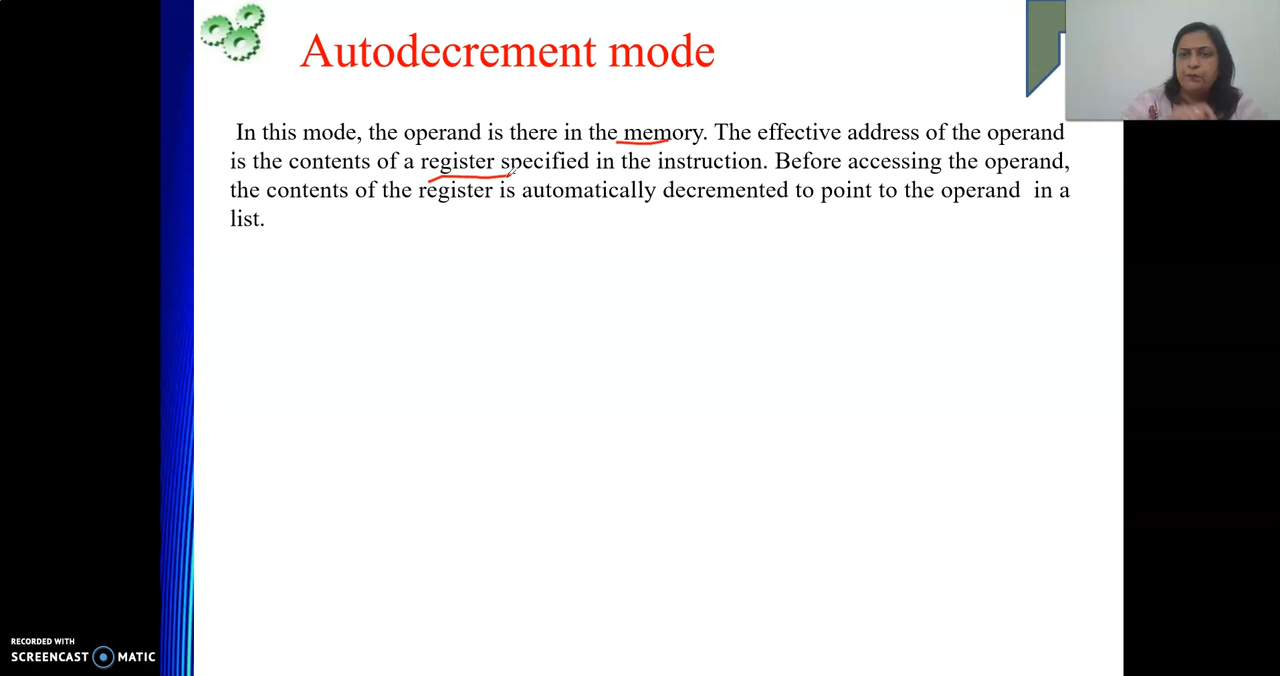 Autodecrement mode
In this mode, the operand is there in the memory. The effective address of the operand
is the contents of a register specified in the instruction. Before accessing the operand,
the contents of the register is automatically decremented to point to the operand in a
list.
RECORDED WITH
SCREENCAST MATIC